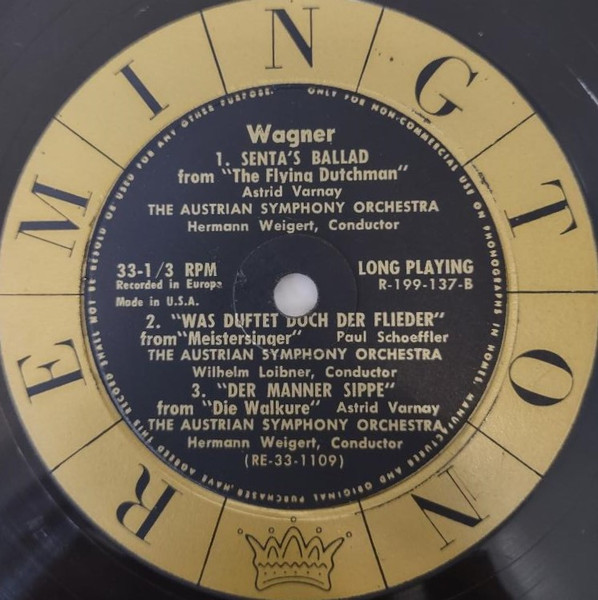 REMINGTON
ONLY FOR NON-COMMERCIAL USE ON PHONOGRAPHS IN HOMES. MANUFACTURER AND ORIGINAL PURCHASER HAVE AGREED THIS RECORD SHALL NOT BE RESOLD OR USED FOR ANY OTHER PURPOSE.
Wagner
1. SENTA'S BALLAD
from "The Flying Dutchman"
Astrid Varnay
THE AUSTRIAN SYMPHONY ORCHESTRA
Hermann Weigert, Conductor
33-1/3 RPM
Recorded in Europe
Made in U.S.A.
LONG PLAYING
R-199-137-B
2. "WAS DUFTET DOCH DER FLIEDER"
from "Meistersinger" Paul Schoeffler
THE AUSTRIAN SYMPHONY ORCHESTRA
Wilhelm Loibner, Conductor
3. "DER MANNER SIPPE"
from "Die Walkure" Astrid Varnay
THE AUSTRIAN SYMPHONY ORCHESTRA
Hermann Weigert, Conductor
(RE-33-1109)